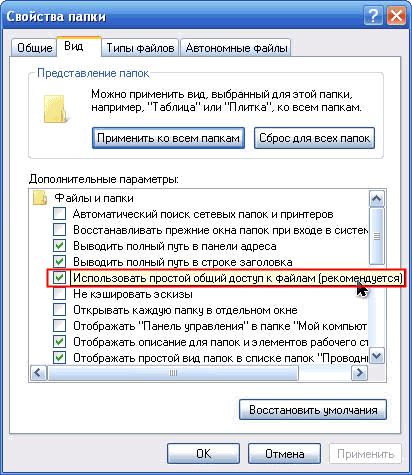 Свойства папки
Общие Вид Типы файлов Автономные файлы
Представление папок
Можно применить вид, выбранный для этой папки,
например, "Таблица" или "Плитка", ко всем папкам.
Применить ко всем папкам Сброс для всех папок
Дополнительные параметры:
Файлы и папки
Автоматический поиск сетевых папок и принтеров
Восстанавливать прежние окна папок при входе в систем
Выводить полный путь в панели адреса
Выводить полный путь в строке заголовка
Использовать простой общий доступ к файлам (рекомендуется)
Не кэшировать эскизы
Открывать каждую папку в отдельном окне
Отображать "Панель управления" в папке "Мой компьют
Отображать описание для папок и элементов рабочего ст
Отображать простой вид папок в списке папок "Проводни
Восстановить умолчания
OK Отмена Применить